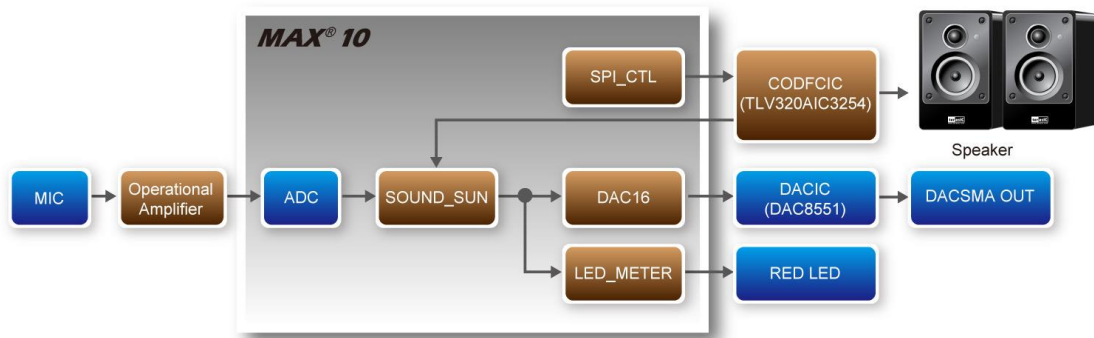 MAX® 10
SPI_CTL
CODFCIC
(TLV320AIC3254)
Speaker
MIC
Operational
Amplifier
ADC
SOUND_SUN
DAC16
DACIC
(DAC8551)
DACSMA OUT
LED_METER
RED LED